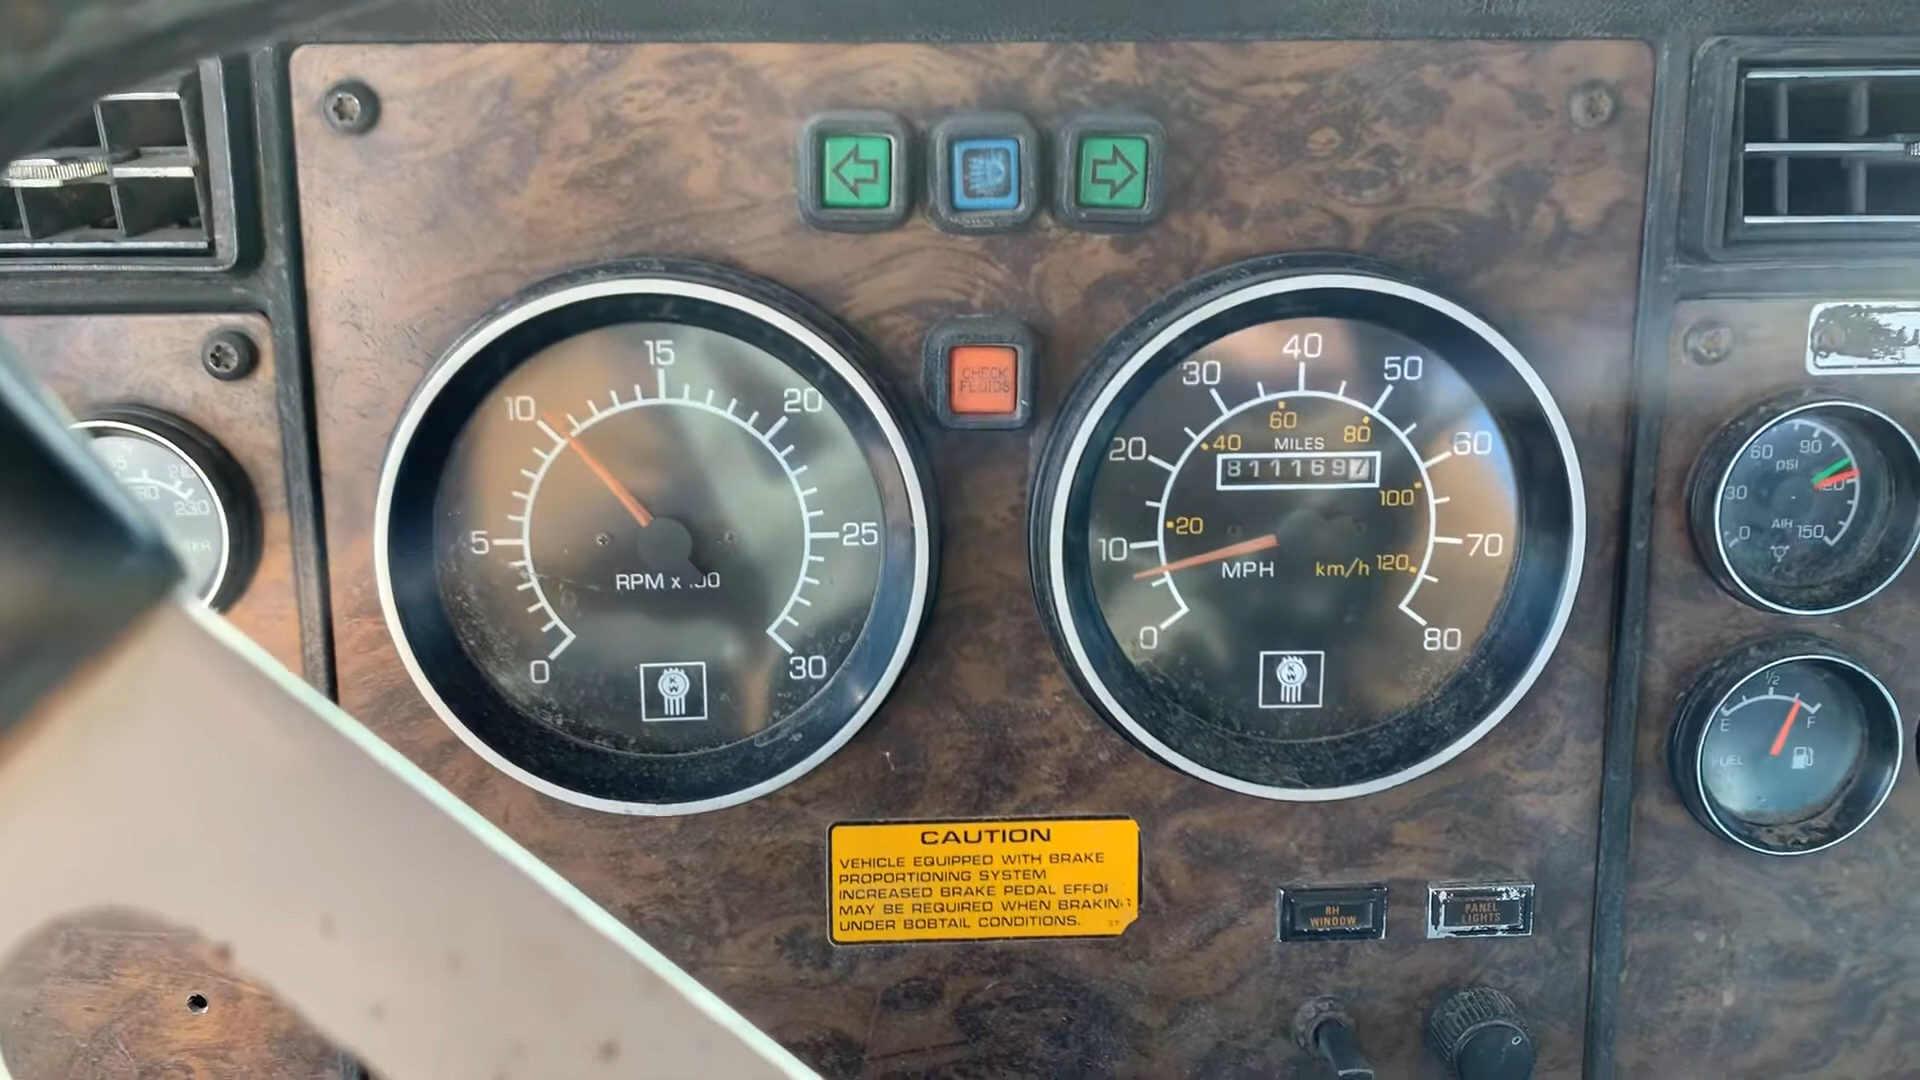 15
10
20
5
25
RPM x
0
30
CHECK
FLUIDS
40
30
50
60
80
40
MILES
20
60
811169
100
20
10
70
MPH
km/h
120
0
80
K
W
K
W
CAUTION
VEHICLE EQUIPPED WITH BRAKE
PROPORTIONING SYSTEM
INCREASED BRAKE PEDAL
MAY BE REQUIRED WHEN BRAKING
UNDER BOBTAIL CONDITIONS.
RH
WINDOW
PANEL
LIGHTS
230
60
90
psi
30
120
AIR
0
150
1/2
E
F
FUEL